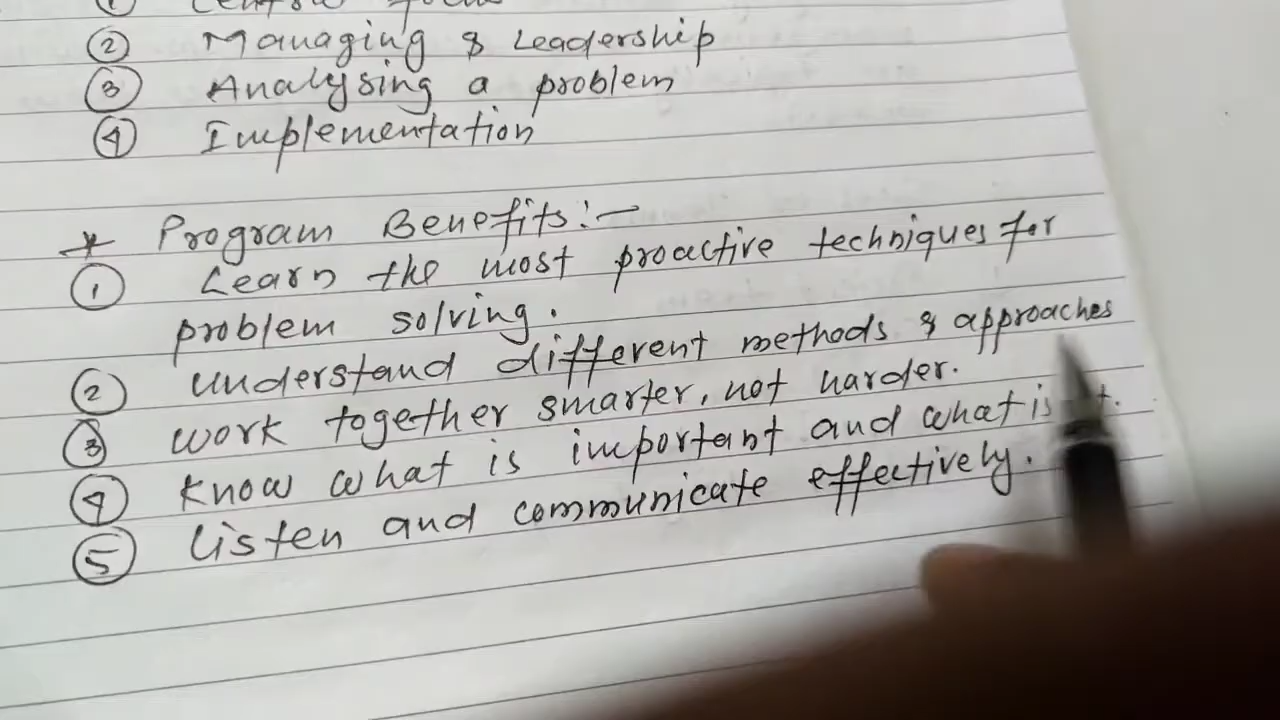 ①
② Managing & Leadership
③ Analysing a problem
④ Implementation
* Program Benefits:-
① Learn the most proactive techniques for
problem solving.
② understand different methods & approaches
③ work together smarter, not harder.
④ know what is important and what is
⑤ listen and communicate effectively.